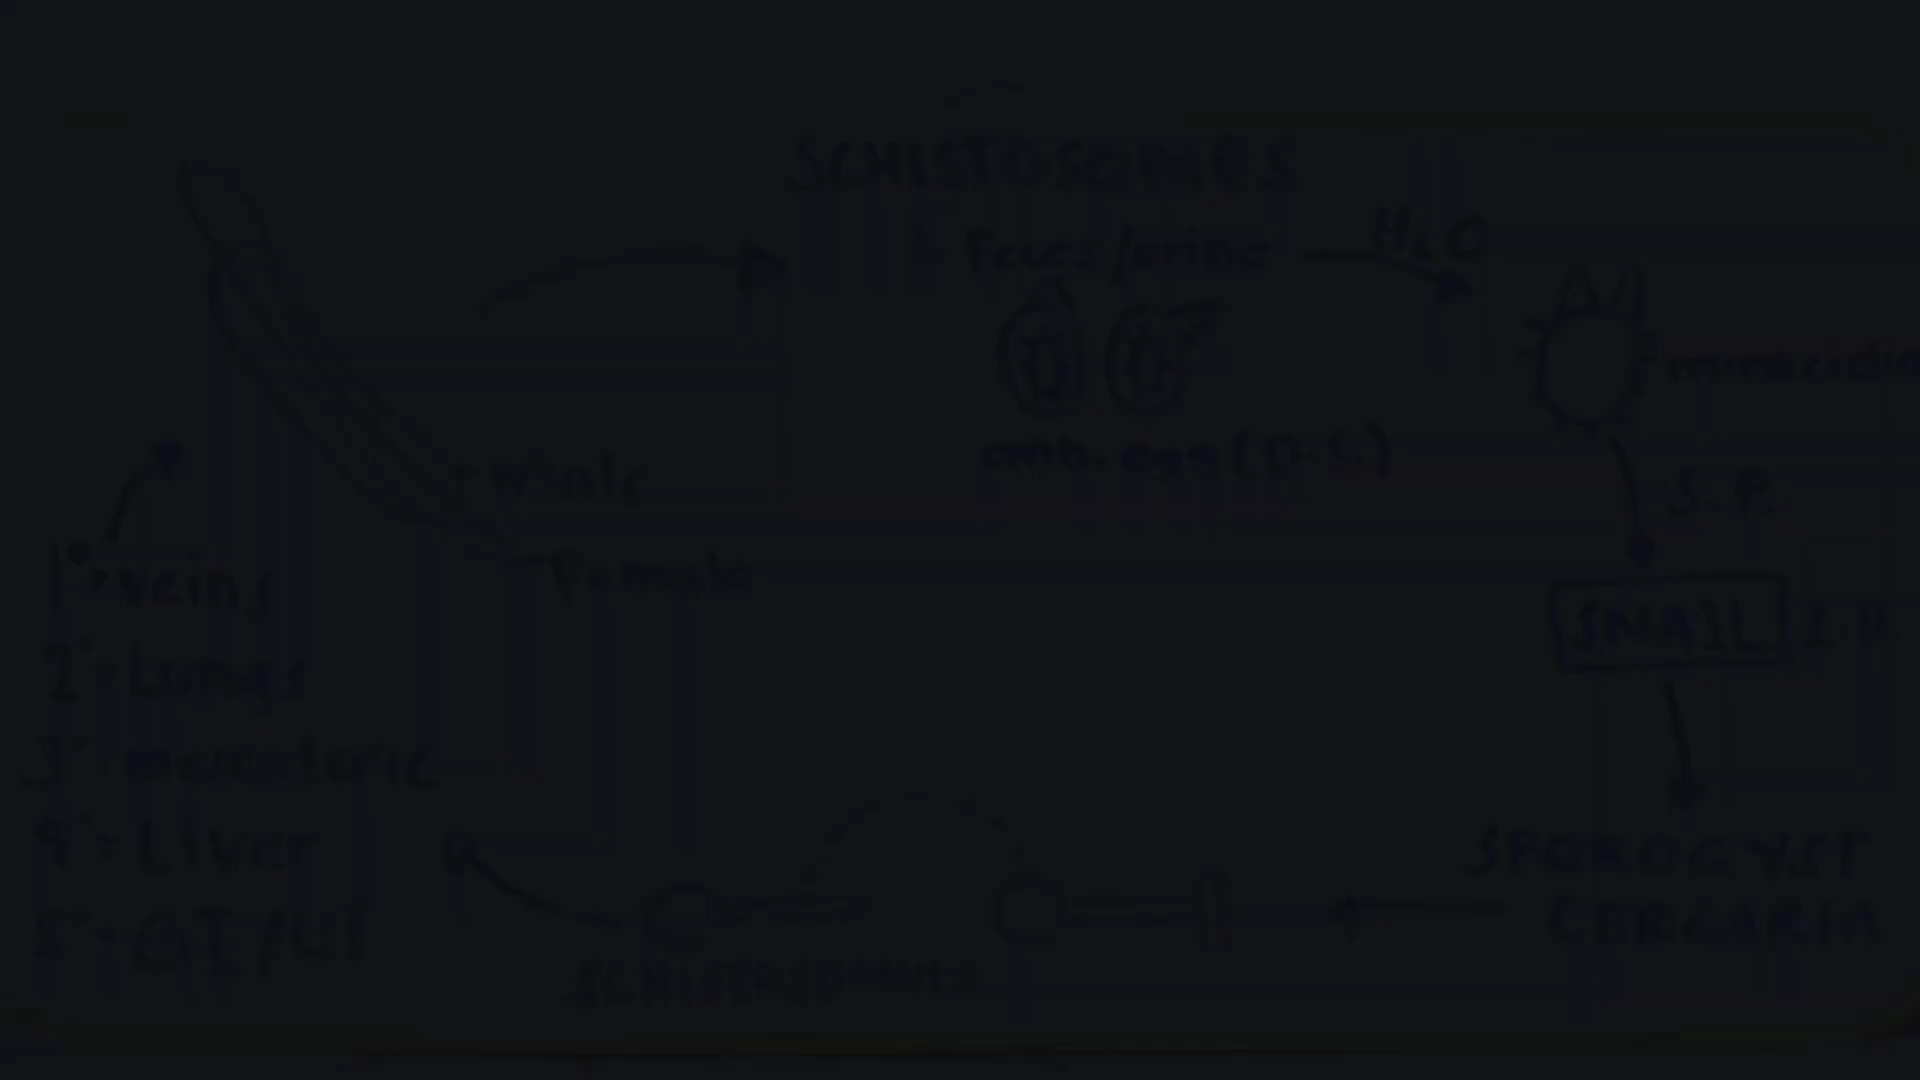 SCHISTOSOMES
Feces/urine
H2O
miracidia
emb. egg (D.S.)
male
Female
S.P.
SNAIL I.H.
1° veins
2° Lungs
3° mesenteric
4° = Liver
5° GI/UT
SPOROCYST
CERCARIA